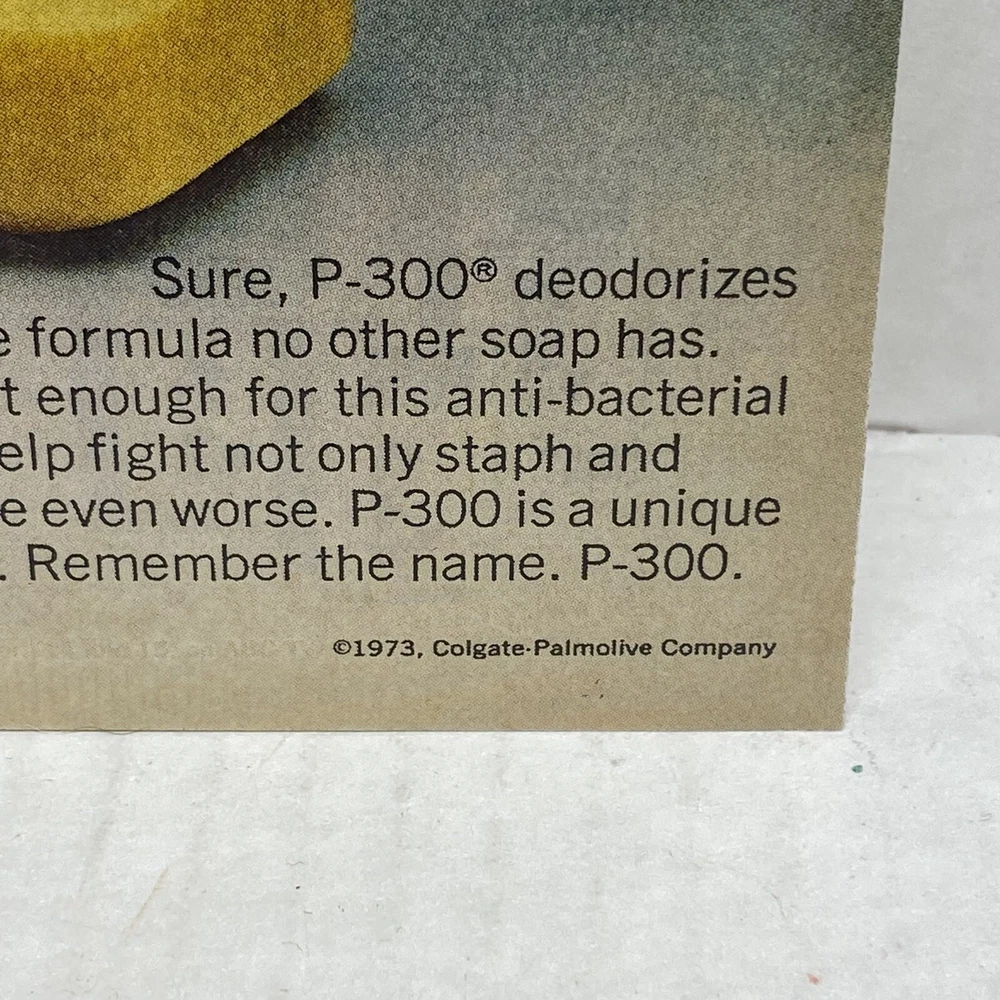 Sure, P-300® deodorizes
formula no other soap has.
enough for this anti-bacterial
fight not only staph and
even worse. P-300 is a unique
. Remember the name. P-300.
©1973, Colgate-Palmolive Company